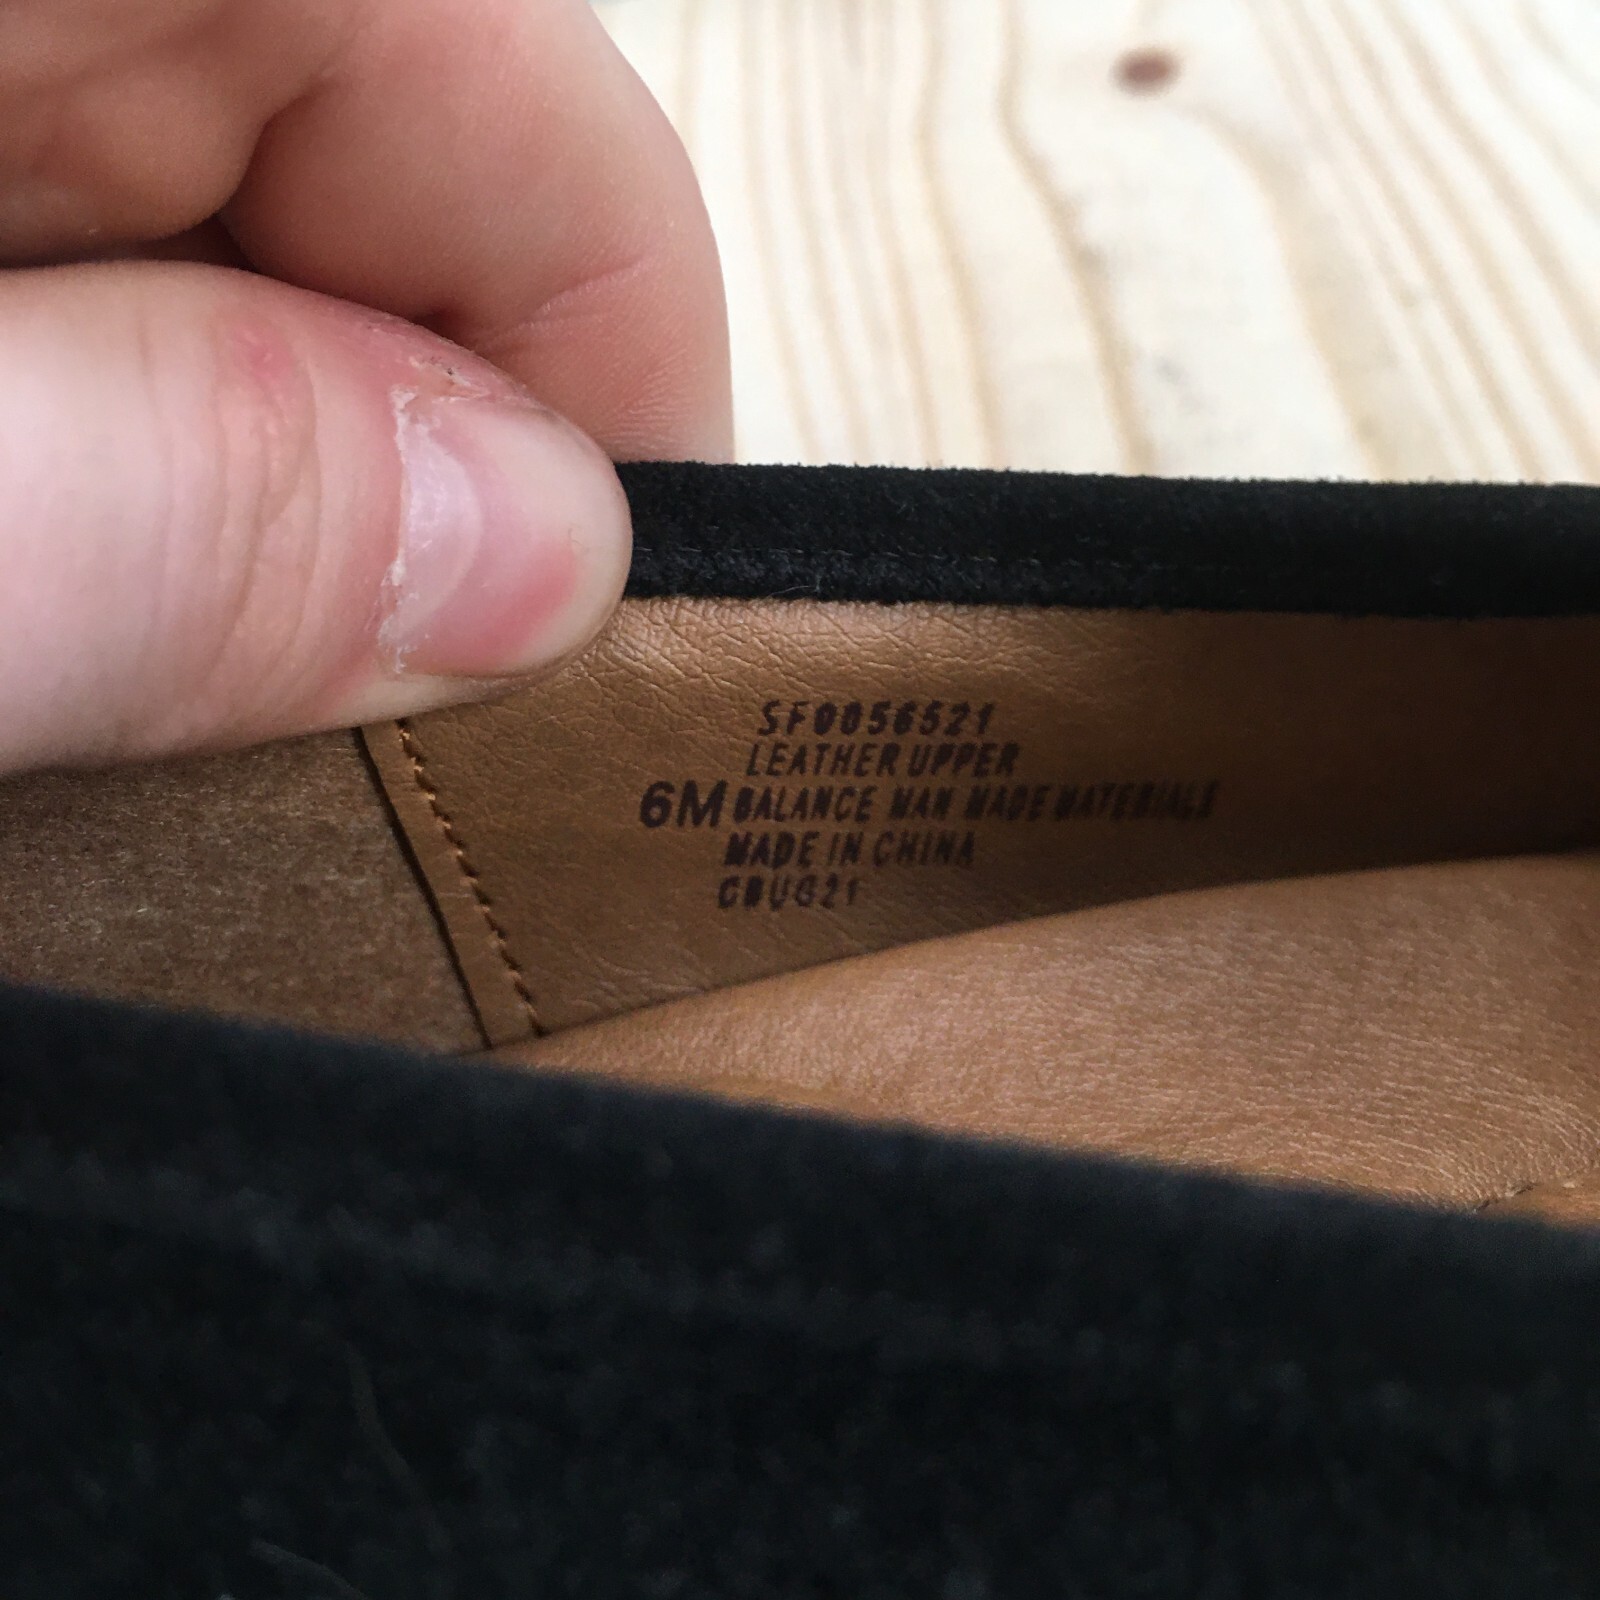 SF0056521
LEATHER UPPER
6M BALANCE MAN MADE MATERIALS
MADE IN CHINA
CBUG21